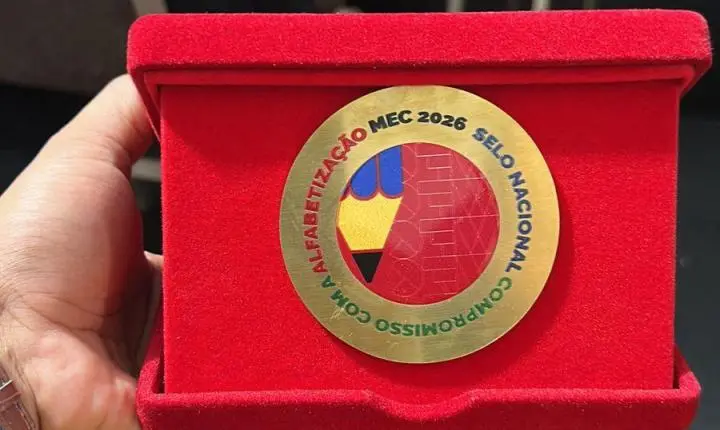 SELO NACIONAL COMPROMISSO COM A ALFABETIZAÇÃO MEC 2026